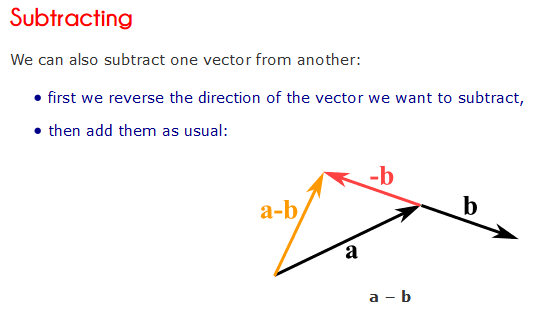 Subtracting
We can also subtract one vector from another:
• first we reverse the direction of the vector we want to subtract,
• then add them as usual:
-b
a-b
b
a
a − b